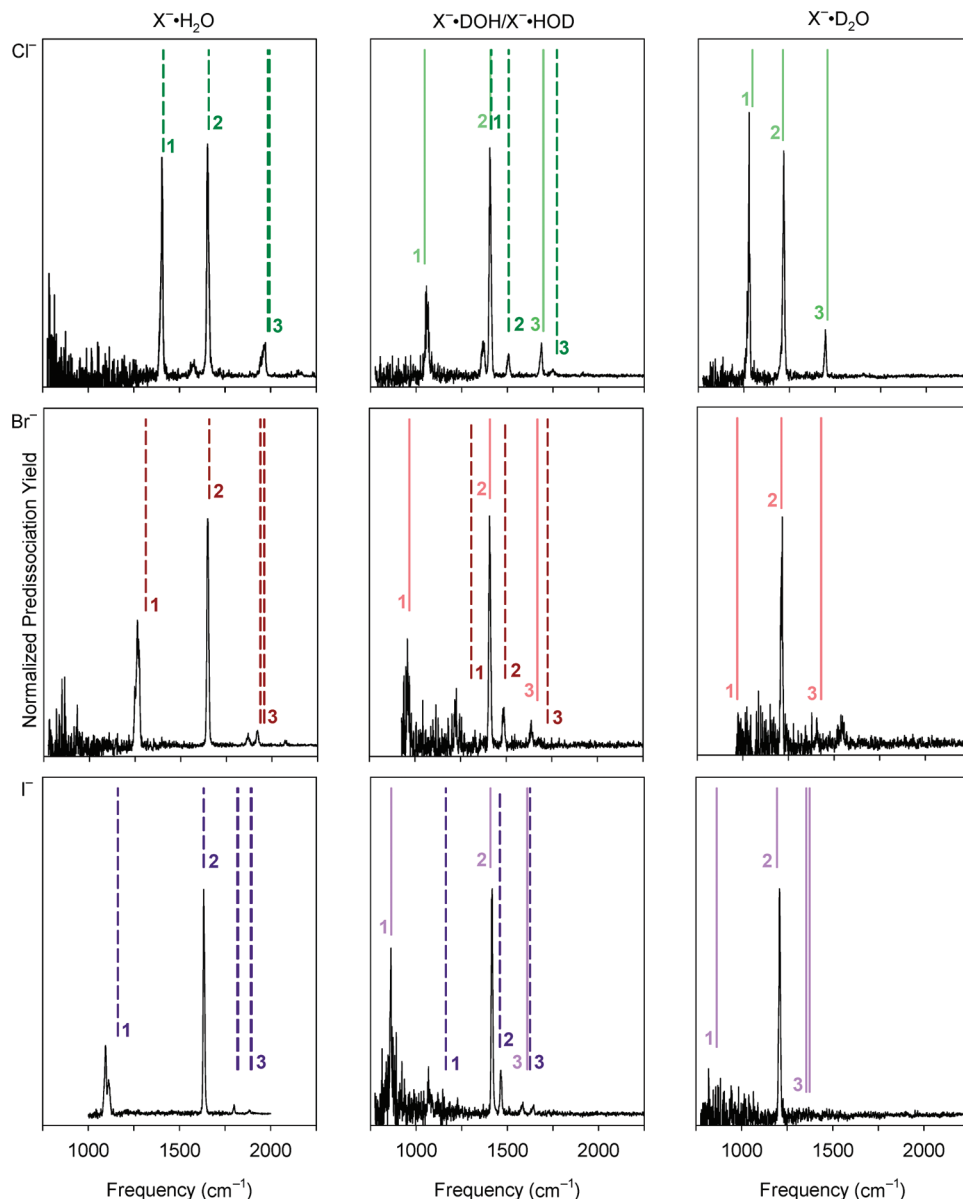 X⁻•H₂O
X⁻•DOH/X⁻•HOD
X⁻•D₂O
Cl⁻
1
2
3
1
2
1
2
3
3
1
2
3
Br⁻
1
2
3
1
2
1
2
3
3
1
2
3
I⁻
1
2
3
1
2
1
2
3
3
1
2
3
Normalized Predissociation Yield
1000 1500 2000
1000 1500 2000
1000 1500 2000
Frequency (cm⁻¹)
Frequency (cm⁻¹)
Frequency (cm⁻¹)